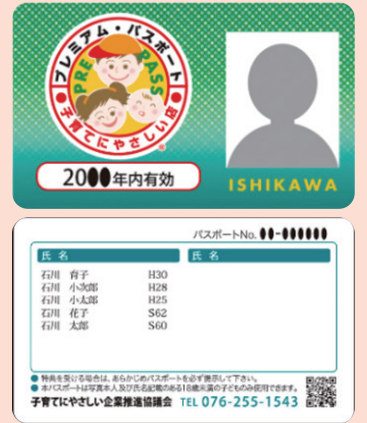 プレミアム・パスポート
PRE PASS
子育てにやさしい店
20●●年内有効
ISHIKAWA
パスポートNo. ●●-●●●●●●
氏 名 氏 名
石川 育子 H30
石川 小次郎 H28
石川 小太郎 H25
石川 花子 S62
石川 太郎 S60
● 特典を受ける場合は、あらかじめパスポートを必ず提示して下さい。
● 本パスポートは写真本人及び氏名記載のある18歳未満の子どものみ使用できます。
子育てにやさしい企業推進協議会 TEL 076-255-1543